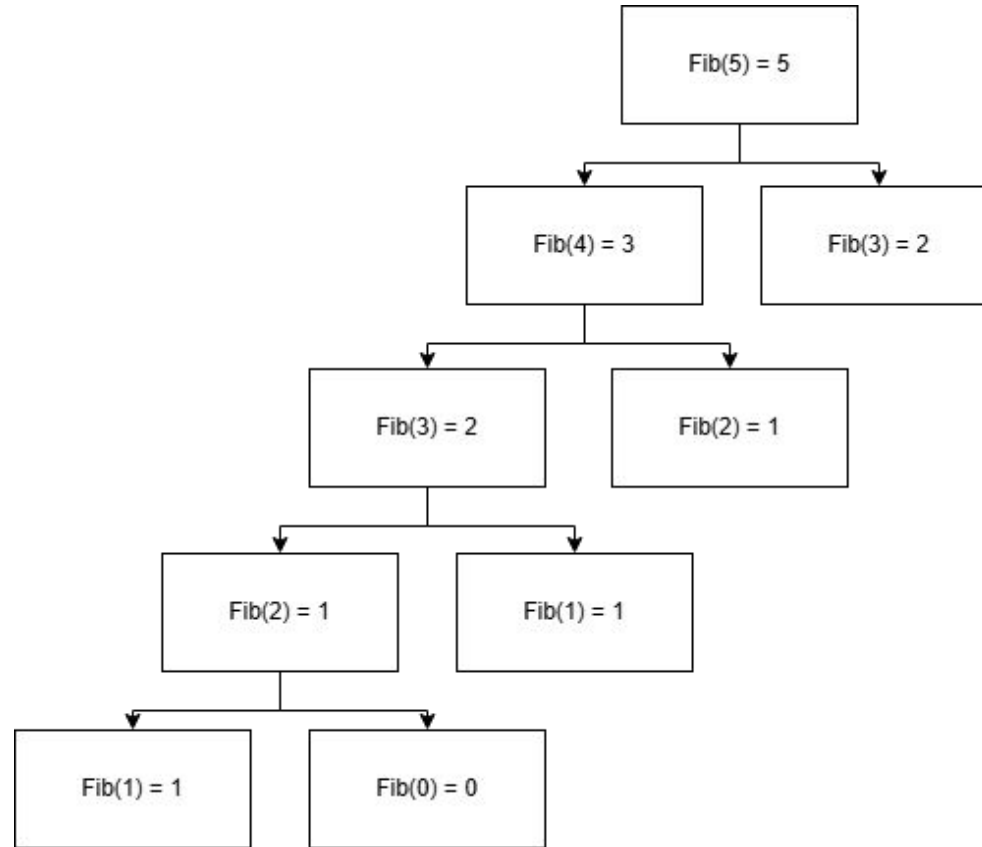 Fib(5) = 5
Fib(4) = 3
Fib(3) = 2
Fib(3) = 2
Fib(2) = 1
Fib(2) = 1
Fib(1) = 1
Fib(1) = 1
Fib(0) = 0